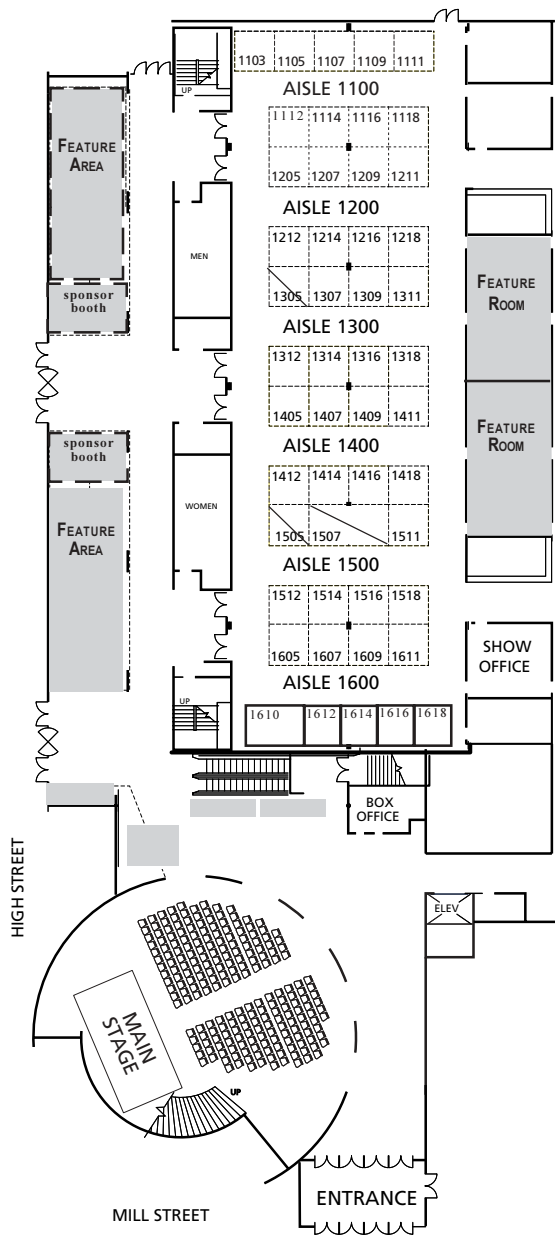 1103 1105 1107 1109 1111
UP
AISLE 1100
1112 1114 1116 1118
FEATURE
AREA
1205 1207 1209 1211
AISLE 1200
1212 1214 1216 1218
MEN
sponsor
booth
1305 1307 1309 1311
FEATURE
ROOM
AISLE 1300
1312 1314 1316 1318
1405 1407 1409 1411
FEATURE
ROOM
AISLE 1400
sponsor
booth
1412 1414 1416 1418
WOMEN
FEATURE
AREA
1505 1507 1511
AISLE 1500
1512 1514 1516 1518
1605 1607 1609 1611
SHOW
OFFICE
AISLE 1600
UP
1610 1612 1614 1616 1618
BOX
OFFICE
HIGH STREET
ELEV
MAIN
STAGE
UP
ENTRANCE
MILL STREET